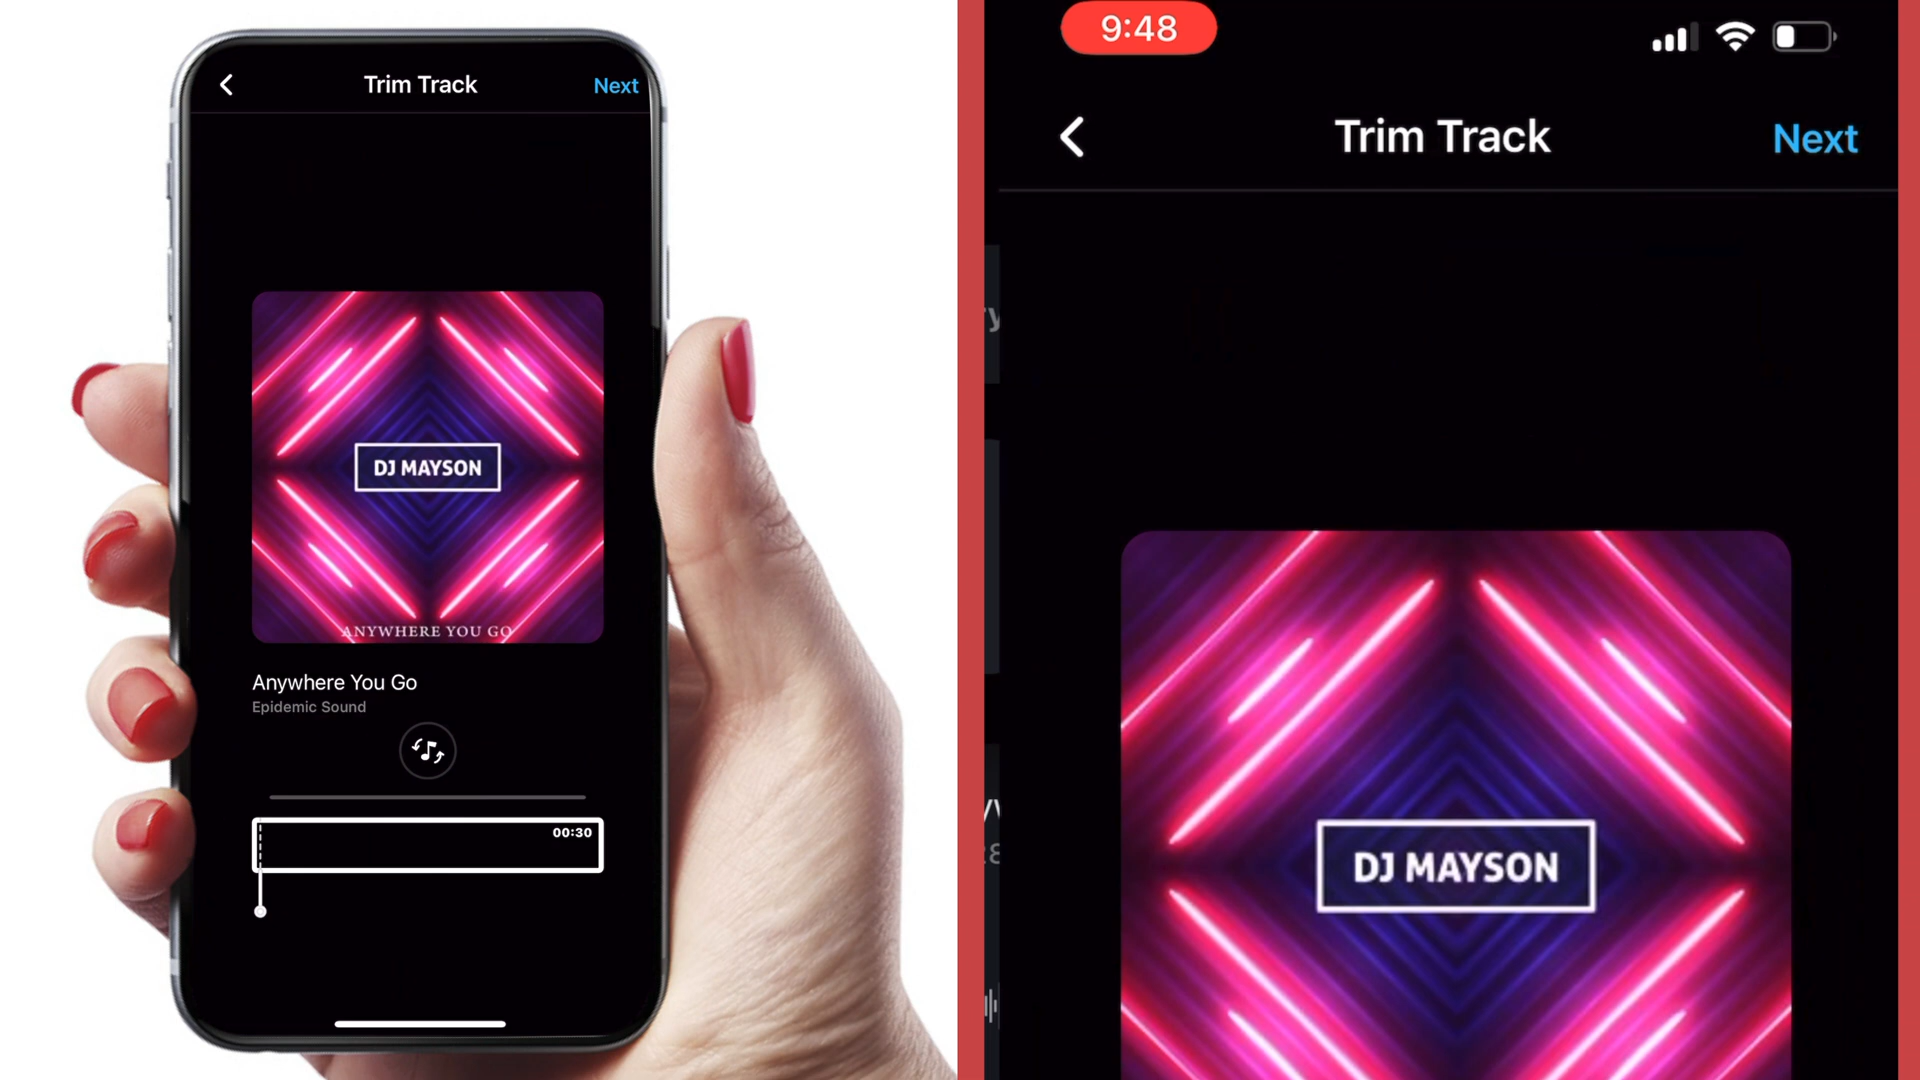 Trim Track
Next
DJ MAYSON
ANYWHERE YOU GO
Anywhere You Go
Epidemic Sound
00:30
9:48
Trim Track
Next
DJ MAYSON